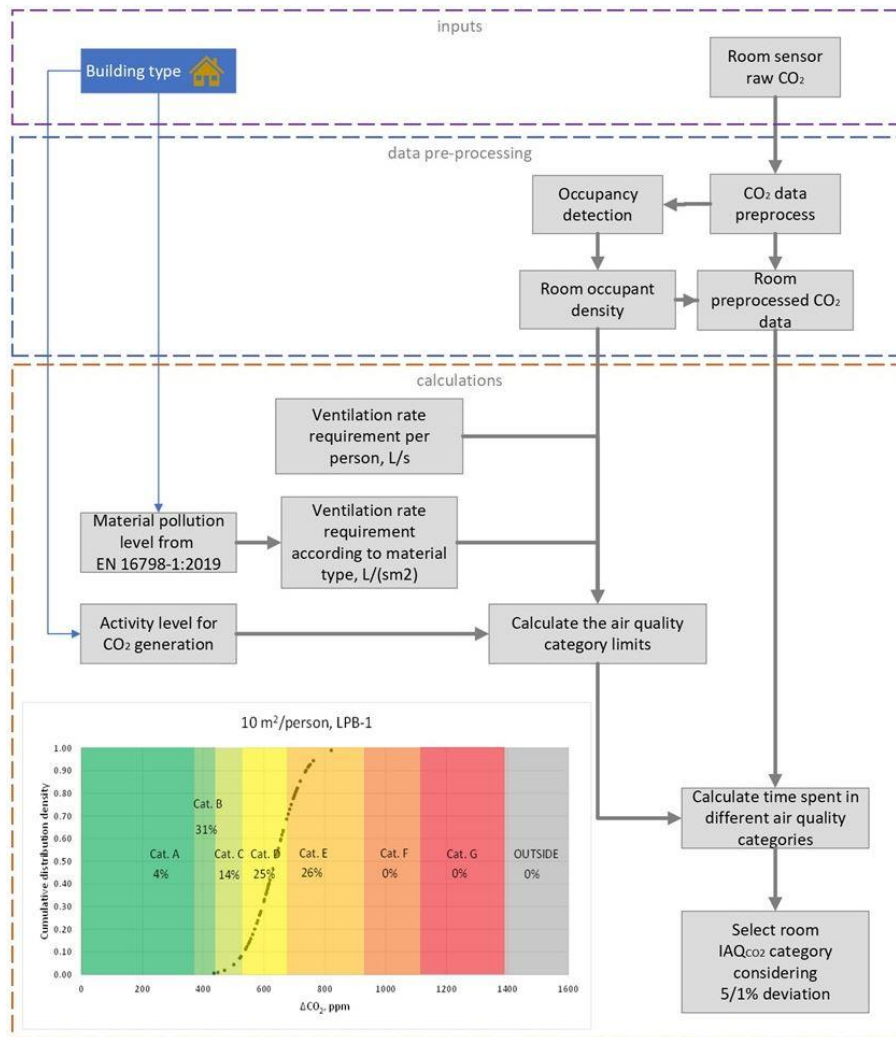 inputs
Building type
Room sensor
raw CO₂
data pre-processing
Occupancy
detection
CO₂ data
preprocess
Room occupant
density
Room
preprocessed CO₂
data
calculations
Ventilation rate
requirement per
person, L/s
Material pollution
level from
EN 16798-1:2019
Ventilation rate
requirement
according to material
type, L/(sm2)
Activity level for
CO₂ generation
Calculate the air quality
category limits
10 m²/person, LPB-1
Cumulative distribution density
1.00
0.90
0.80
0.70
0.60
0.50
0.40
0.30
0.20
0.10
0.00
Cat. A
4%
Cat. B
31%
Cat. C
14%
Cat. D
25%
Cat. E
26%
Cat. F
0%
Cat. G
0%
OUTSIDE
0%
0 200 400 600 800 1000 1200 1400 1600
ΔCO₂, ppm
Calculate time spent in
different air quality
categories
Select room
IAQCO2 category
considering
5/1% deviation